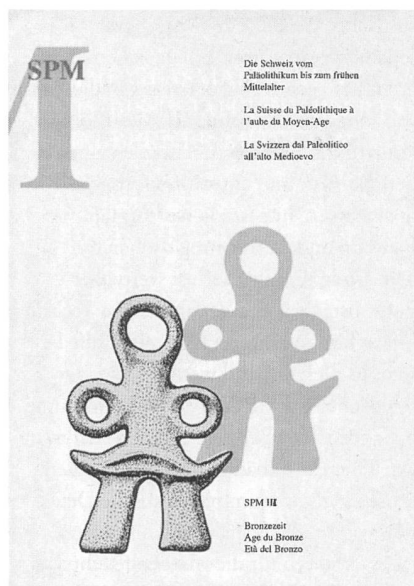 SPM
Die Schweiz vom
Paläolithikum bis zum frühen
Mittelalter
La Suisse du Paléolithique à
l'aube du Moyen-Age
La Svizzera dal Paleolitico
all'alto Medioevo
SPM III
Bronzezeit
Age du Bronze
Età del Bronzo